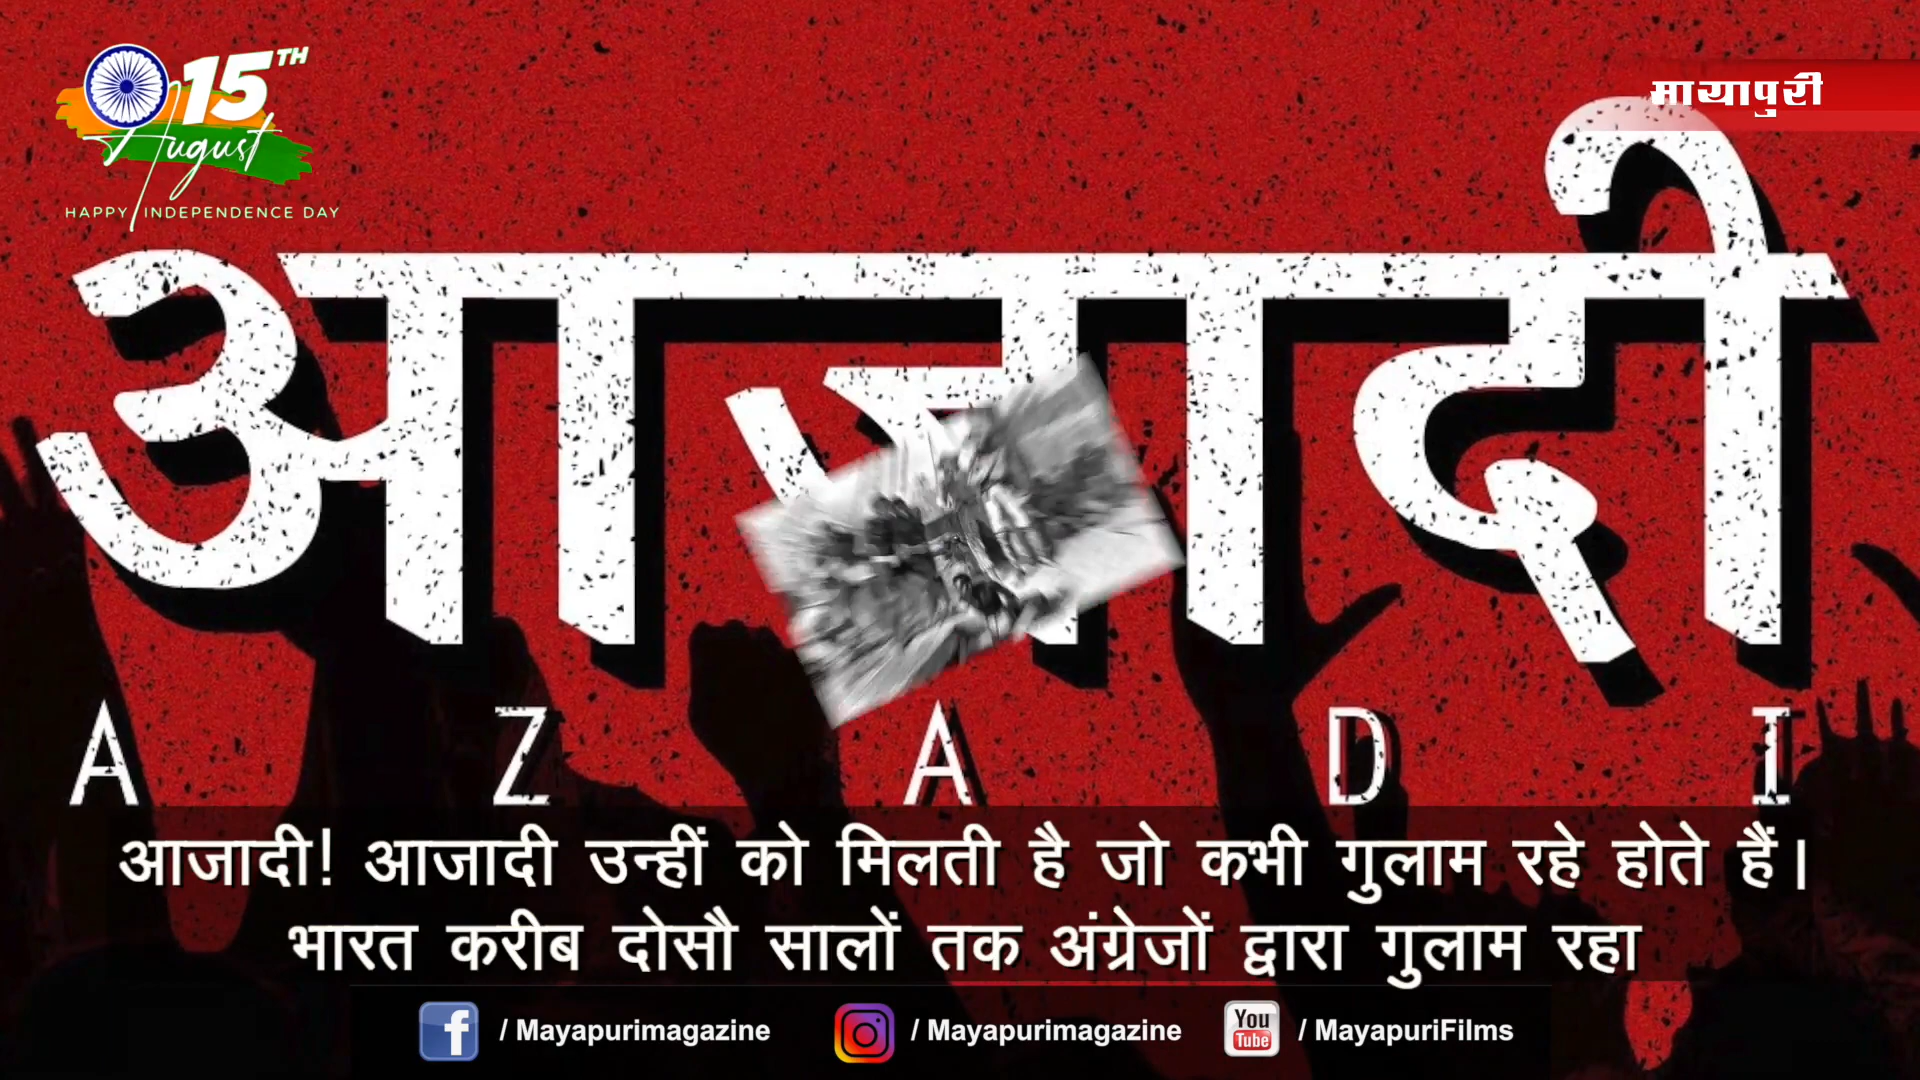 15TH
August
HAPPY INDEPENDENCE DAY
मायापुरी
आजादी
A Z A D I
आजादी! आजादी उन्हीं को मिलती है जो कभी गुलाम रहे होते हैं।
भारत करीब दोसौ सालों तक अंग्रेजों द्वारा गुलाम रहा
/ Mayapurimagazine / Mayapurimagazine You Tube / MayapuriFilms